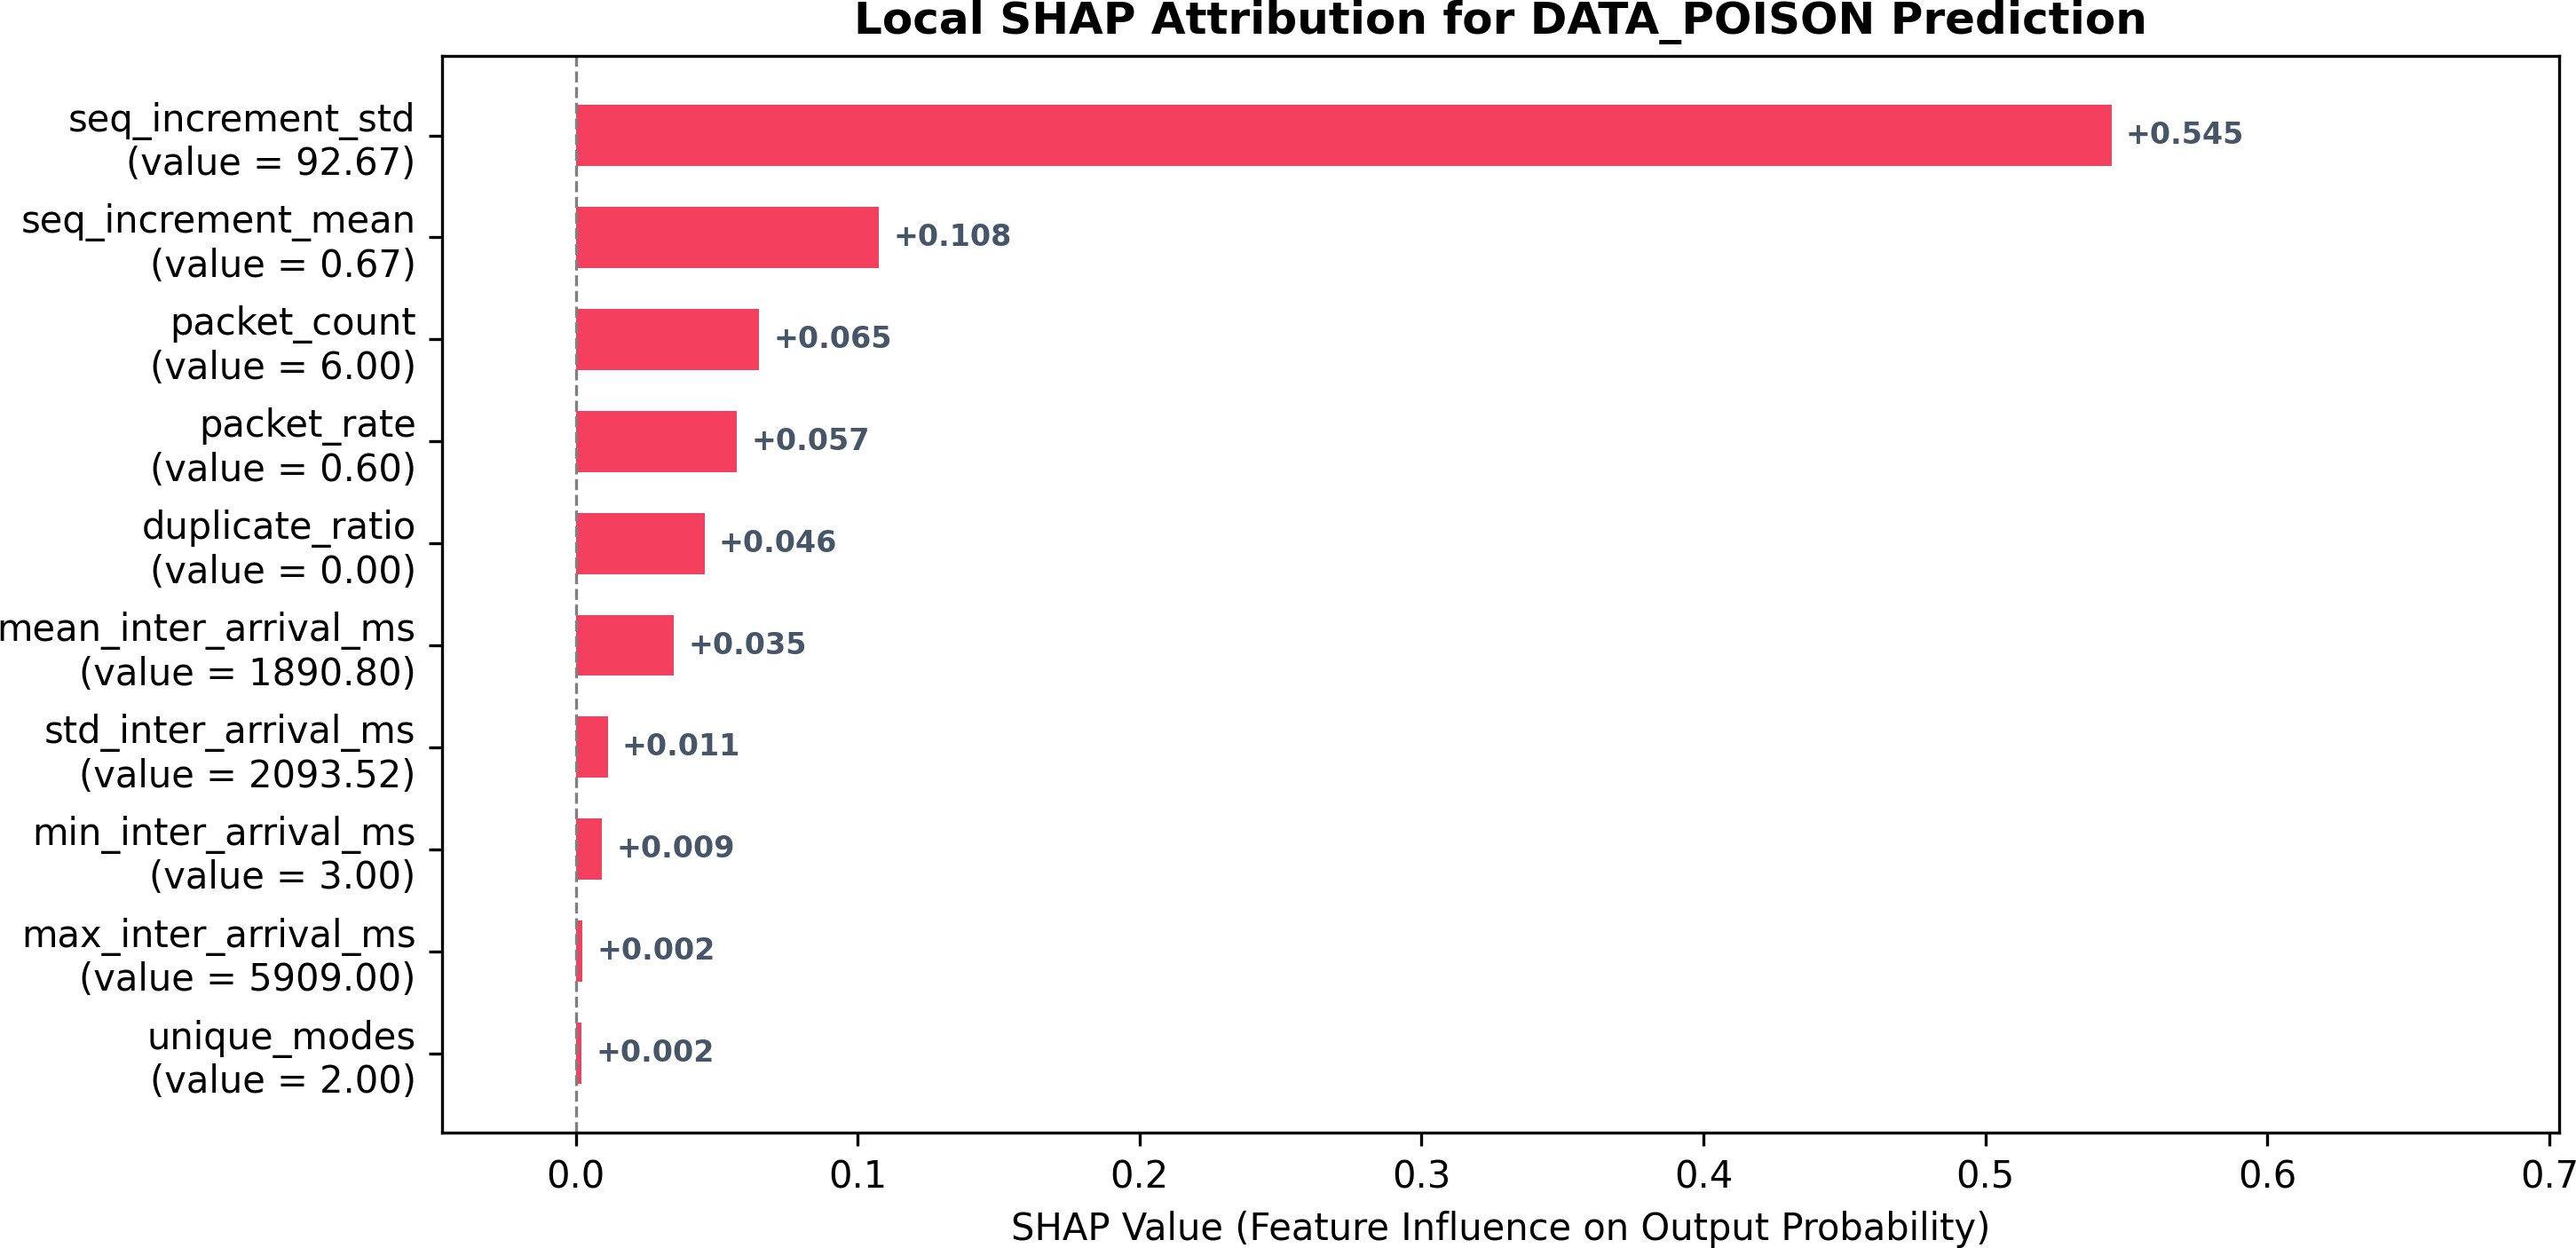 Local SHAP Attribution for DATA_POISON Prediction
seq_increment_std
(value = 92.67)
+0.545
seq_increment_mean
(value = 0.67)
+0.108
packet_count
(value = 6.00)
+0.065
packet_rate
(value = 0.60)
+0.057
duplicate_ratio
(value = 0.00)
+0.046
mean_inter_arrival_ms
(value = 1890.80)
+0.035
std_inter_arrival_ms
(value = 2093.52)
+0.011
min_inter_arrival_ms
(value = 3.00)
+0.009
max_inter_arrival_ms
(value = 5909.00)
+0.002
unique_modes
(value = 2.00)
+0.002
0.0 0.1 0.2 0.3 0.4 0.5 0.6 0.7
SHAP Value (Feature Influence on Output Probability)